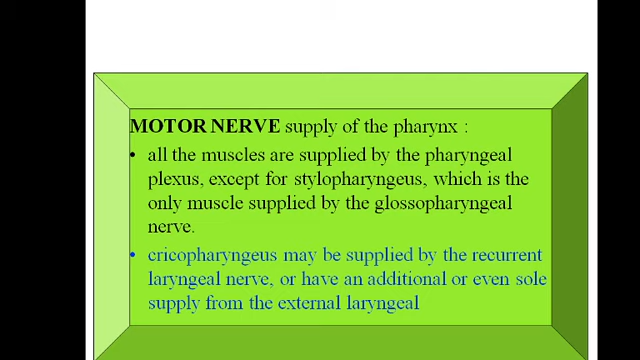 MOTOR NERVE supply of the pharynx :
• all the muscles are supplied by the pharyngeal
plexus, except for stylopharyngeus, which is the
only muscle supplied by the glossopharyngeal
nerve.
• cricopharyngeus may be supplied by the recurrent
laryngeal nerve, or have an additional or even sole
supply from the external laryngeal